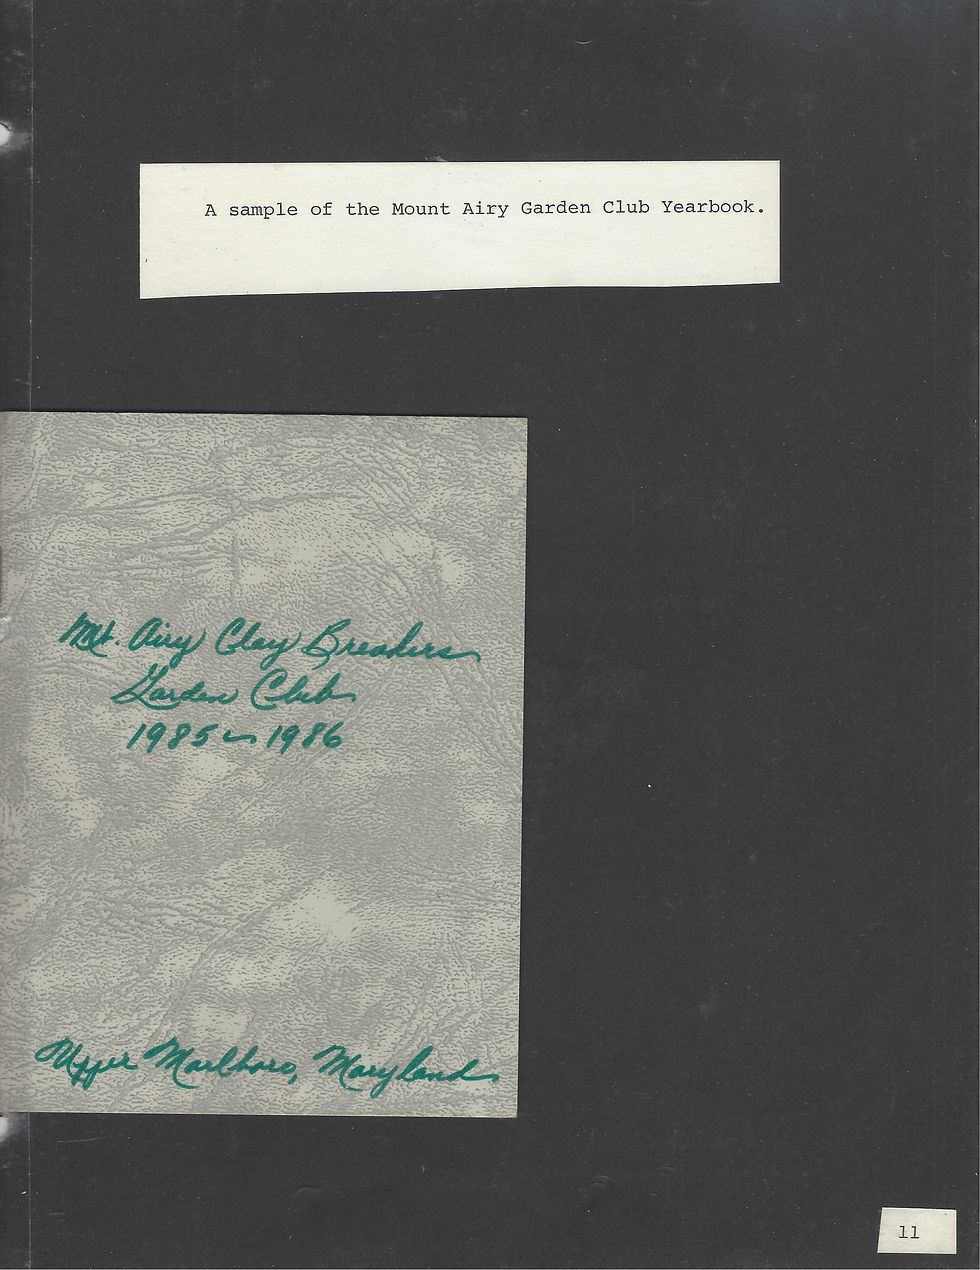 A sample of the Mount Airy Garden Club Yearbook.
Mt. Airy Clay Breakers
Garden Club
1985 ~ 1986
Upper Marlboro, Maryland
11